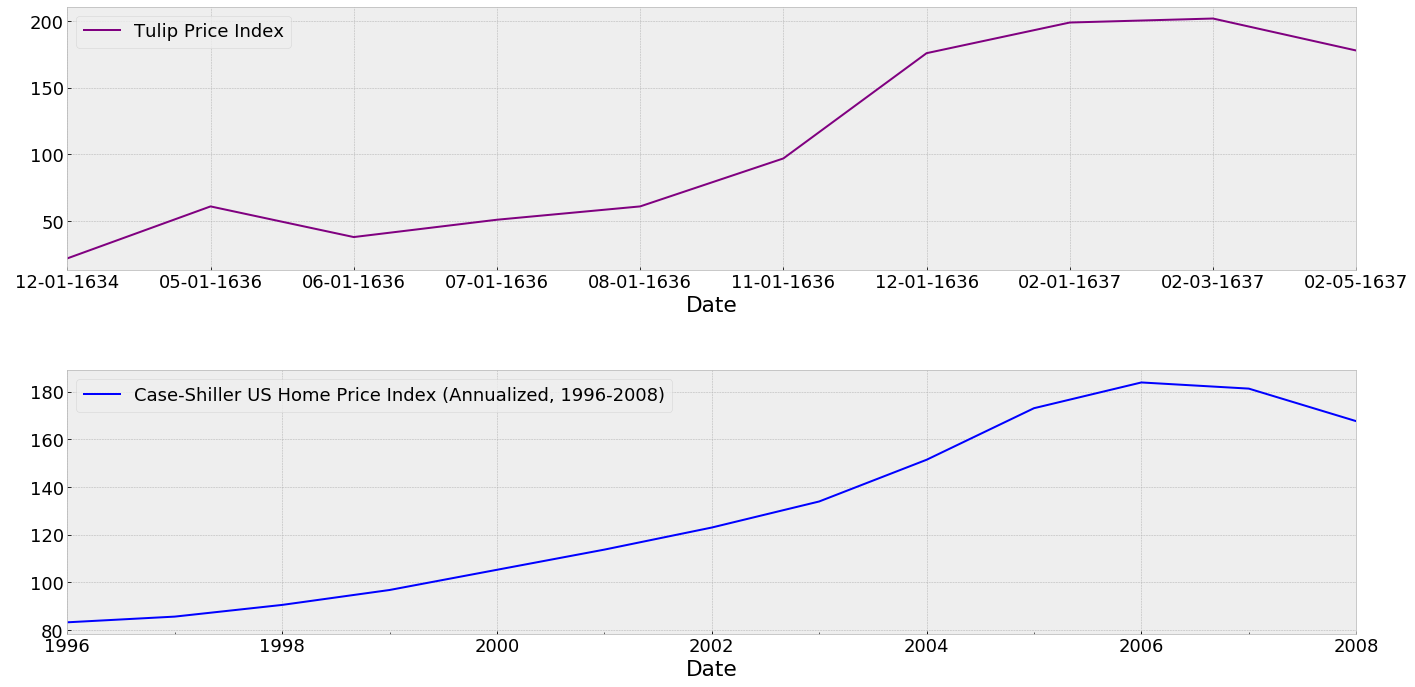 200
Tulip Price Index
150
100
50
12-01-1634 05-01-1636 06-01-1636 07-01-1636 08-01-1636 11-01-1636 12-01-1636 02-01-1637 02-03-1637 02-05-1637
Date
180
Case-Shiller US Home Price Index (Annualized, 1996-2008)
160
140
120
100
80
1996 1998 2000 2002 2004 2006 2008
Date